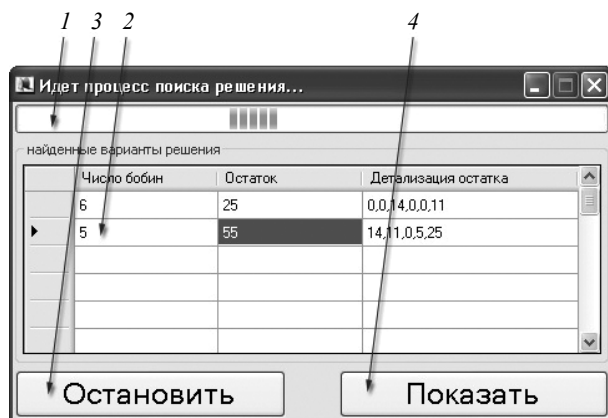 1 3 2 4
Идет процесс поиска решения...
найденные варианты решения
Число бобин Остаток Детализация остатка
6 25 0,0,14,0,0,11
5 55 14,11,0,5,25
Остановить Показать